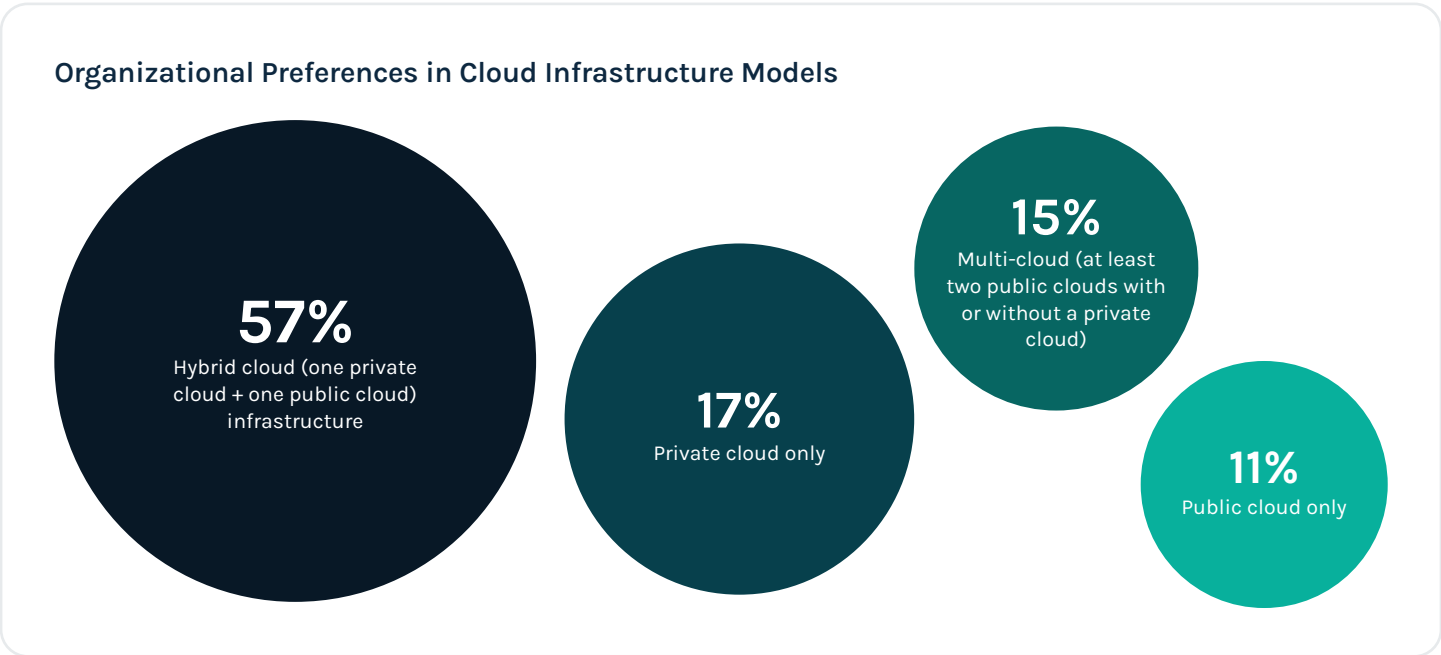 Organizational Preferences in Cloud Infrastructure Models
57%
Hybrid cloud (one private
cloud + one public cloud)
infrastructure
17%
Private cloud only
15%
Multi-cloud (at least
two public clouds with
or without a private
cloud)
11%
Public cloud only